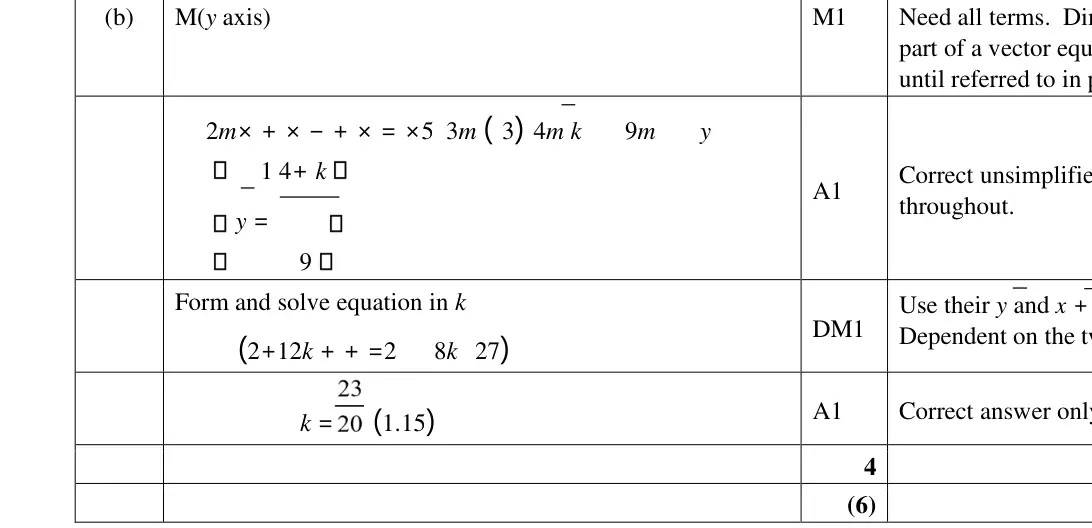 (b) M(y axis) M1 Need all terms. Dir
part of a vector equ
until referred to in p
2m× + × − + × = ×5 3m ( 3) 4m k̅ 9m y
▯ ‾ 1 4+ k ▯
▯ y = ▯
▯ 9 ▯
A1 Correct unsimplifie
throughout.
Form and solve equation in k
(2+12k + + =2 8k 27)
DM1 Use their y̅ and x +
Dependent on the tw
k = 23/20 (1.15) A1 Correct answer only
4
(6)